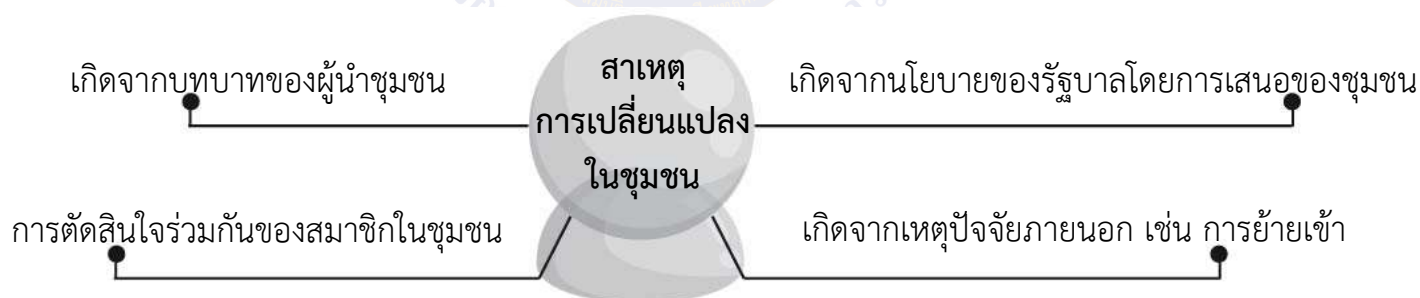 สาเหตุ
การเปลี่ยนแปลง
ในชุมชน
เกิดจากบทบาทของผู้นำชุมชน
เกิดจากนโยบายของรัฐบาลโดยการเสนอของชุมชน
การตัดสินใจร่วมกันของสมาชิกในชุมชน
เกิดจากเหตุปัจจัยภายนอก เช่น การย้ายเข้า